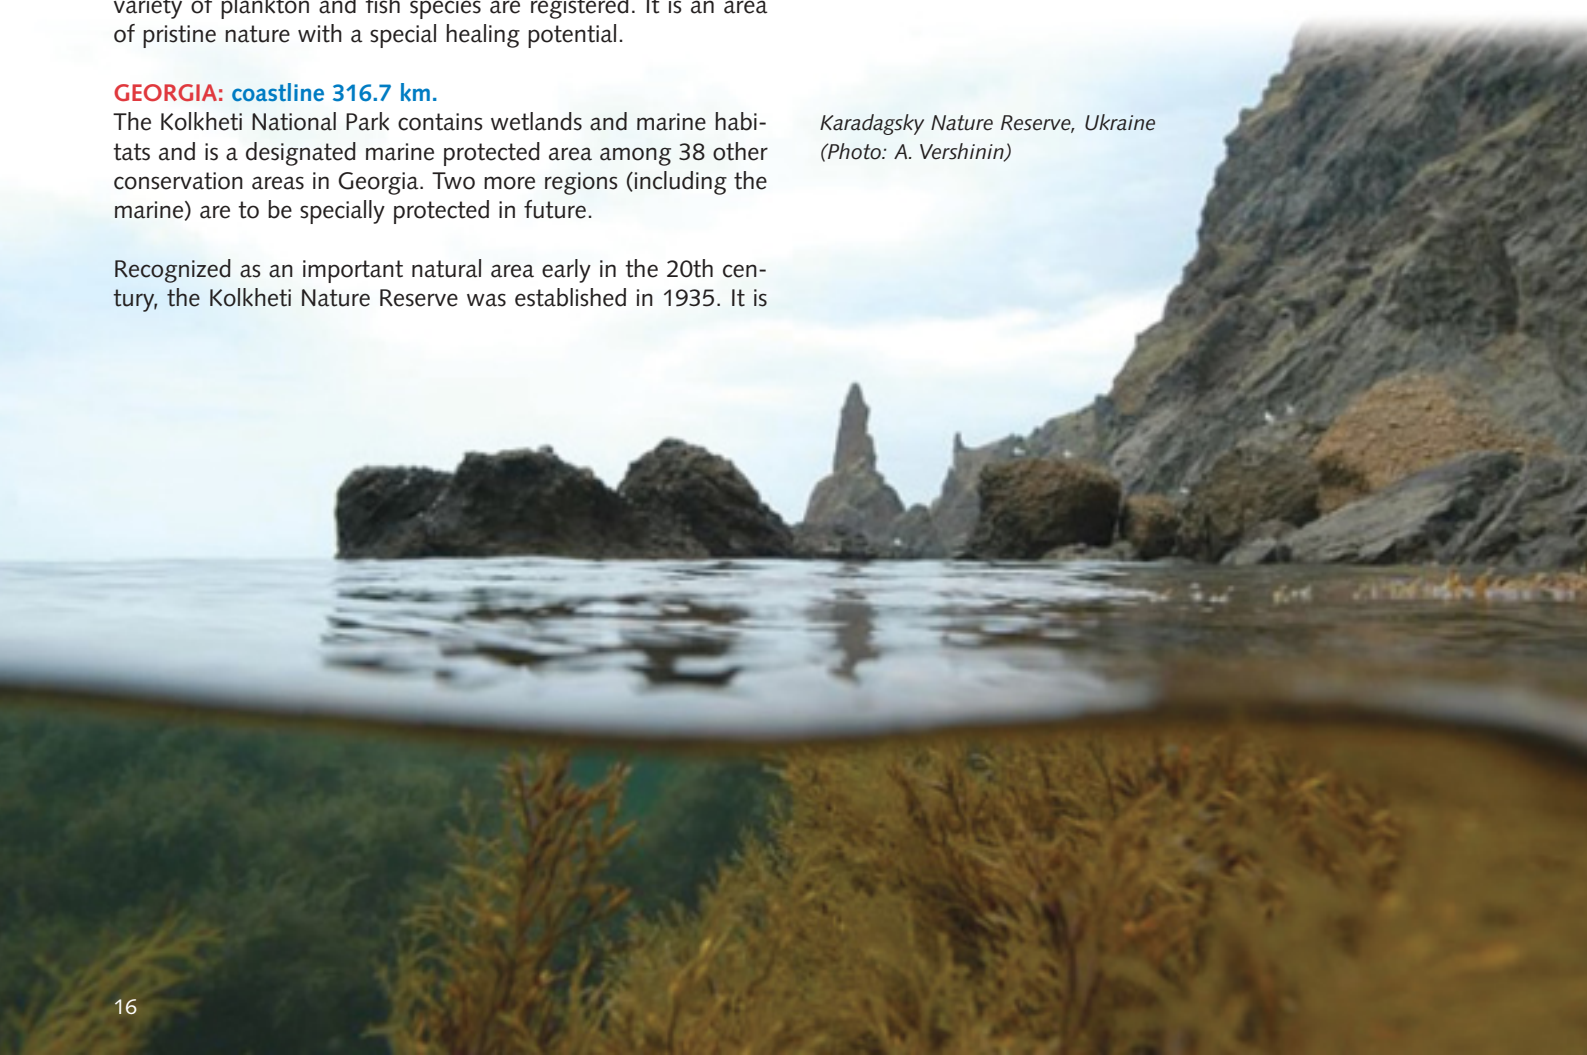 variety of plankton and fish species are registered. It is an area
of pristine nature with a special healing potential.
GEORGIA: coastline 316.7 km.
The Kolkheti National Park contains wetlands and marine habi-
tats and is a designated marine protected area among 38 other
conservation areas in Georgia. Two more regions (including the
marine) are to be specially protected in future.
Recognized as an important natural area early in the 20th cen-
tury, the Kolkheti Nature Reserve was established in 1935. It is
Karadagsky Nature Reserve, Ukraine
(Photo: A. Vershinin)
16